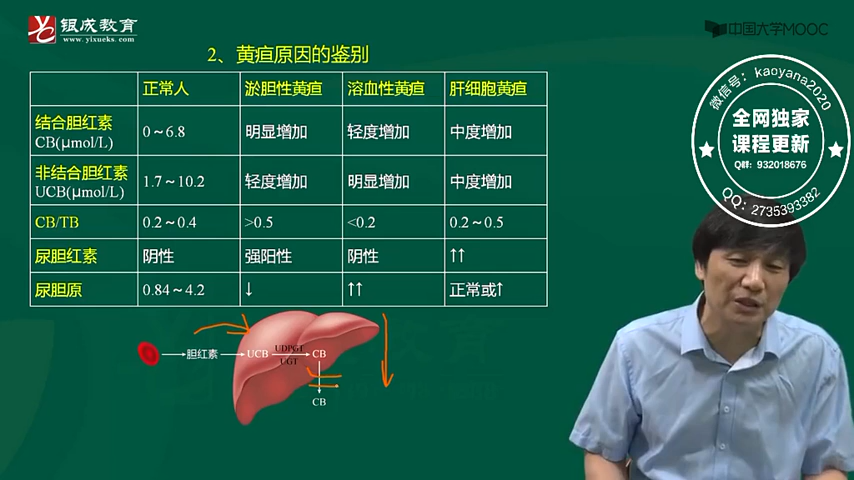 银成教育
www.yixueks.com
中国大学MOOC
2、黄疸原因的鉴别
正常人 淤胆性黄疸 溶血性黄疸 肝细胞黄疸
结合胆红素
CB(μmol/L) 0～6.8 明显增加 轻度增加 中度增加
非结合胆红素
UCB(μmol/L) 1.7～10.2 轻度增加 明显增加 中度增加
CB/TB 0.2～0.4 >0.5 <0.2 0.2～0.5
尿胆红素 阴性 强阳性 阴性 ↑↑
尿胆原 0.84～4.2 ↓ ↑↑ 正常或↑
胆红素 UCB UDPGT CB
UGT
CB
微信号：kaoyana2020
全网独家
课程更新
Q群：932018676
QQ：2735393382